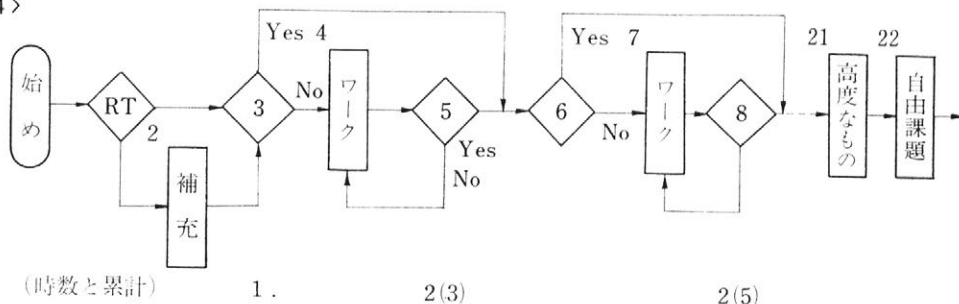 4>
Yes 4
Yes 7
21
22
始め
RT
2
3
No
ワーク
5
Yes
No
6
No
ワーク
8
高度なもの
自由課題
補充
(時数と累計)
1.
2(3)
2(5)